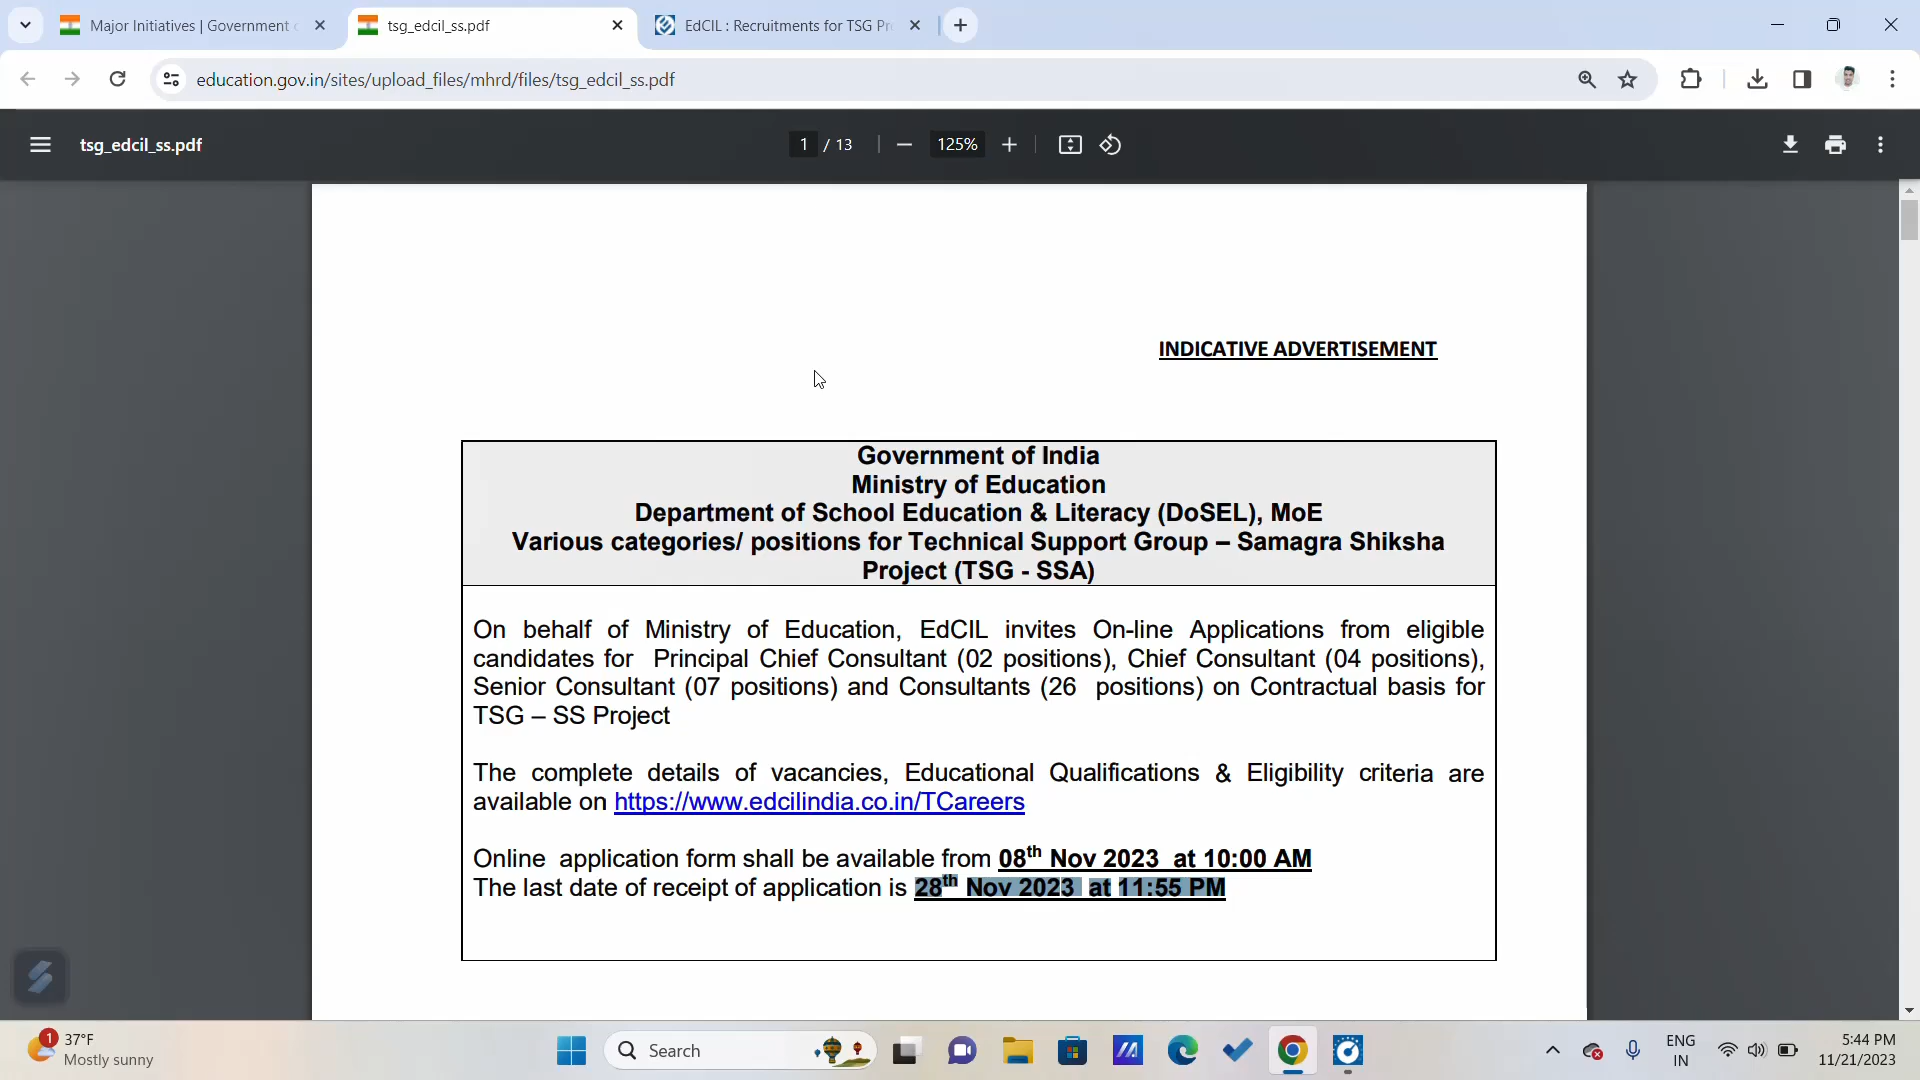 Major Initiatives | Government
tsg_edcil_ss.pdf
EdCIL : Recruitments for TSG Pr
education.gov.in/sites/upload_files/mhrd/files/tsg_edcil_ss.pdf
tsg_edcil_ss.pdf
1 / 13
125%
INDICATIVE ADVERTISEMENT
Government of India
Ministry of Education
Department of School Education & Literacy (DoSEL), MoE
Various categories/ positions for Technical Support Group – Samagra Shiksha
Project (TSG - SSA)
On behalf of Ministry of Education, EdCIL invites On-line Applications from eligible
candidates for Principal Chief Consultant (02 positions), Chief Consultant (04 positions),
Senior Consultant (07 positions) and Consultants (26 positions) on Contractual basis for
TSG – SS Project
The complete details of vacancies, Educational Qualifications & Eligibility criteria are
available on https://www.edcilindia.co.in/TCareers
Online application form shall be available from 08th Nov 2023 at 10:00 AM
The last date of receipt of application is 28th Nov 2023 at 11:55 PM
1
37°F
Mostly sunny
Search
ENG
IN
5:44 PM
11/21/2023